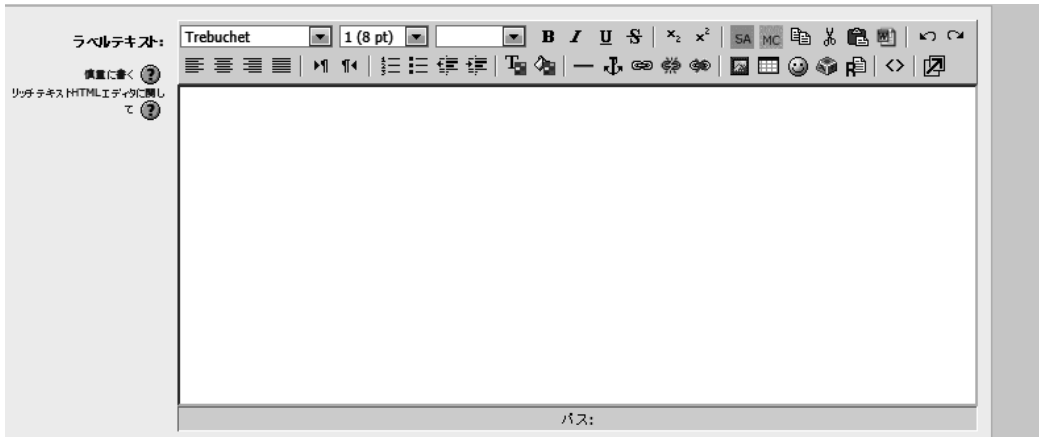 ラベルテキスト:
Trebuchet 1 (8 pt) B I U S x₂ x² SA MC
慎重に書く ?
リッチテキストHTMLエディタに関し
て ?
パス: